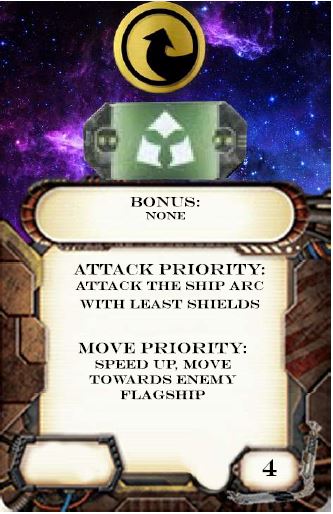 BONUS:
NONE
ATTACK PRIORITY:
ATTACK THE SHIP ARC
WITH LEAST SHIELDS
MOVE PRIORITY:
SPEED UP, MOVE
TOWARDS ENEMY
FLAGSHIP
4